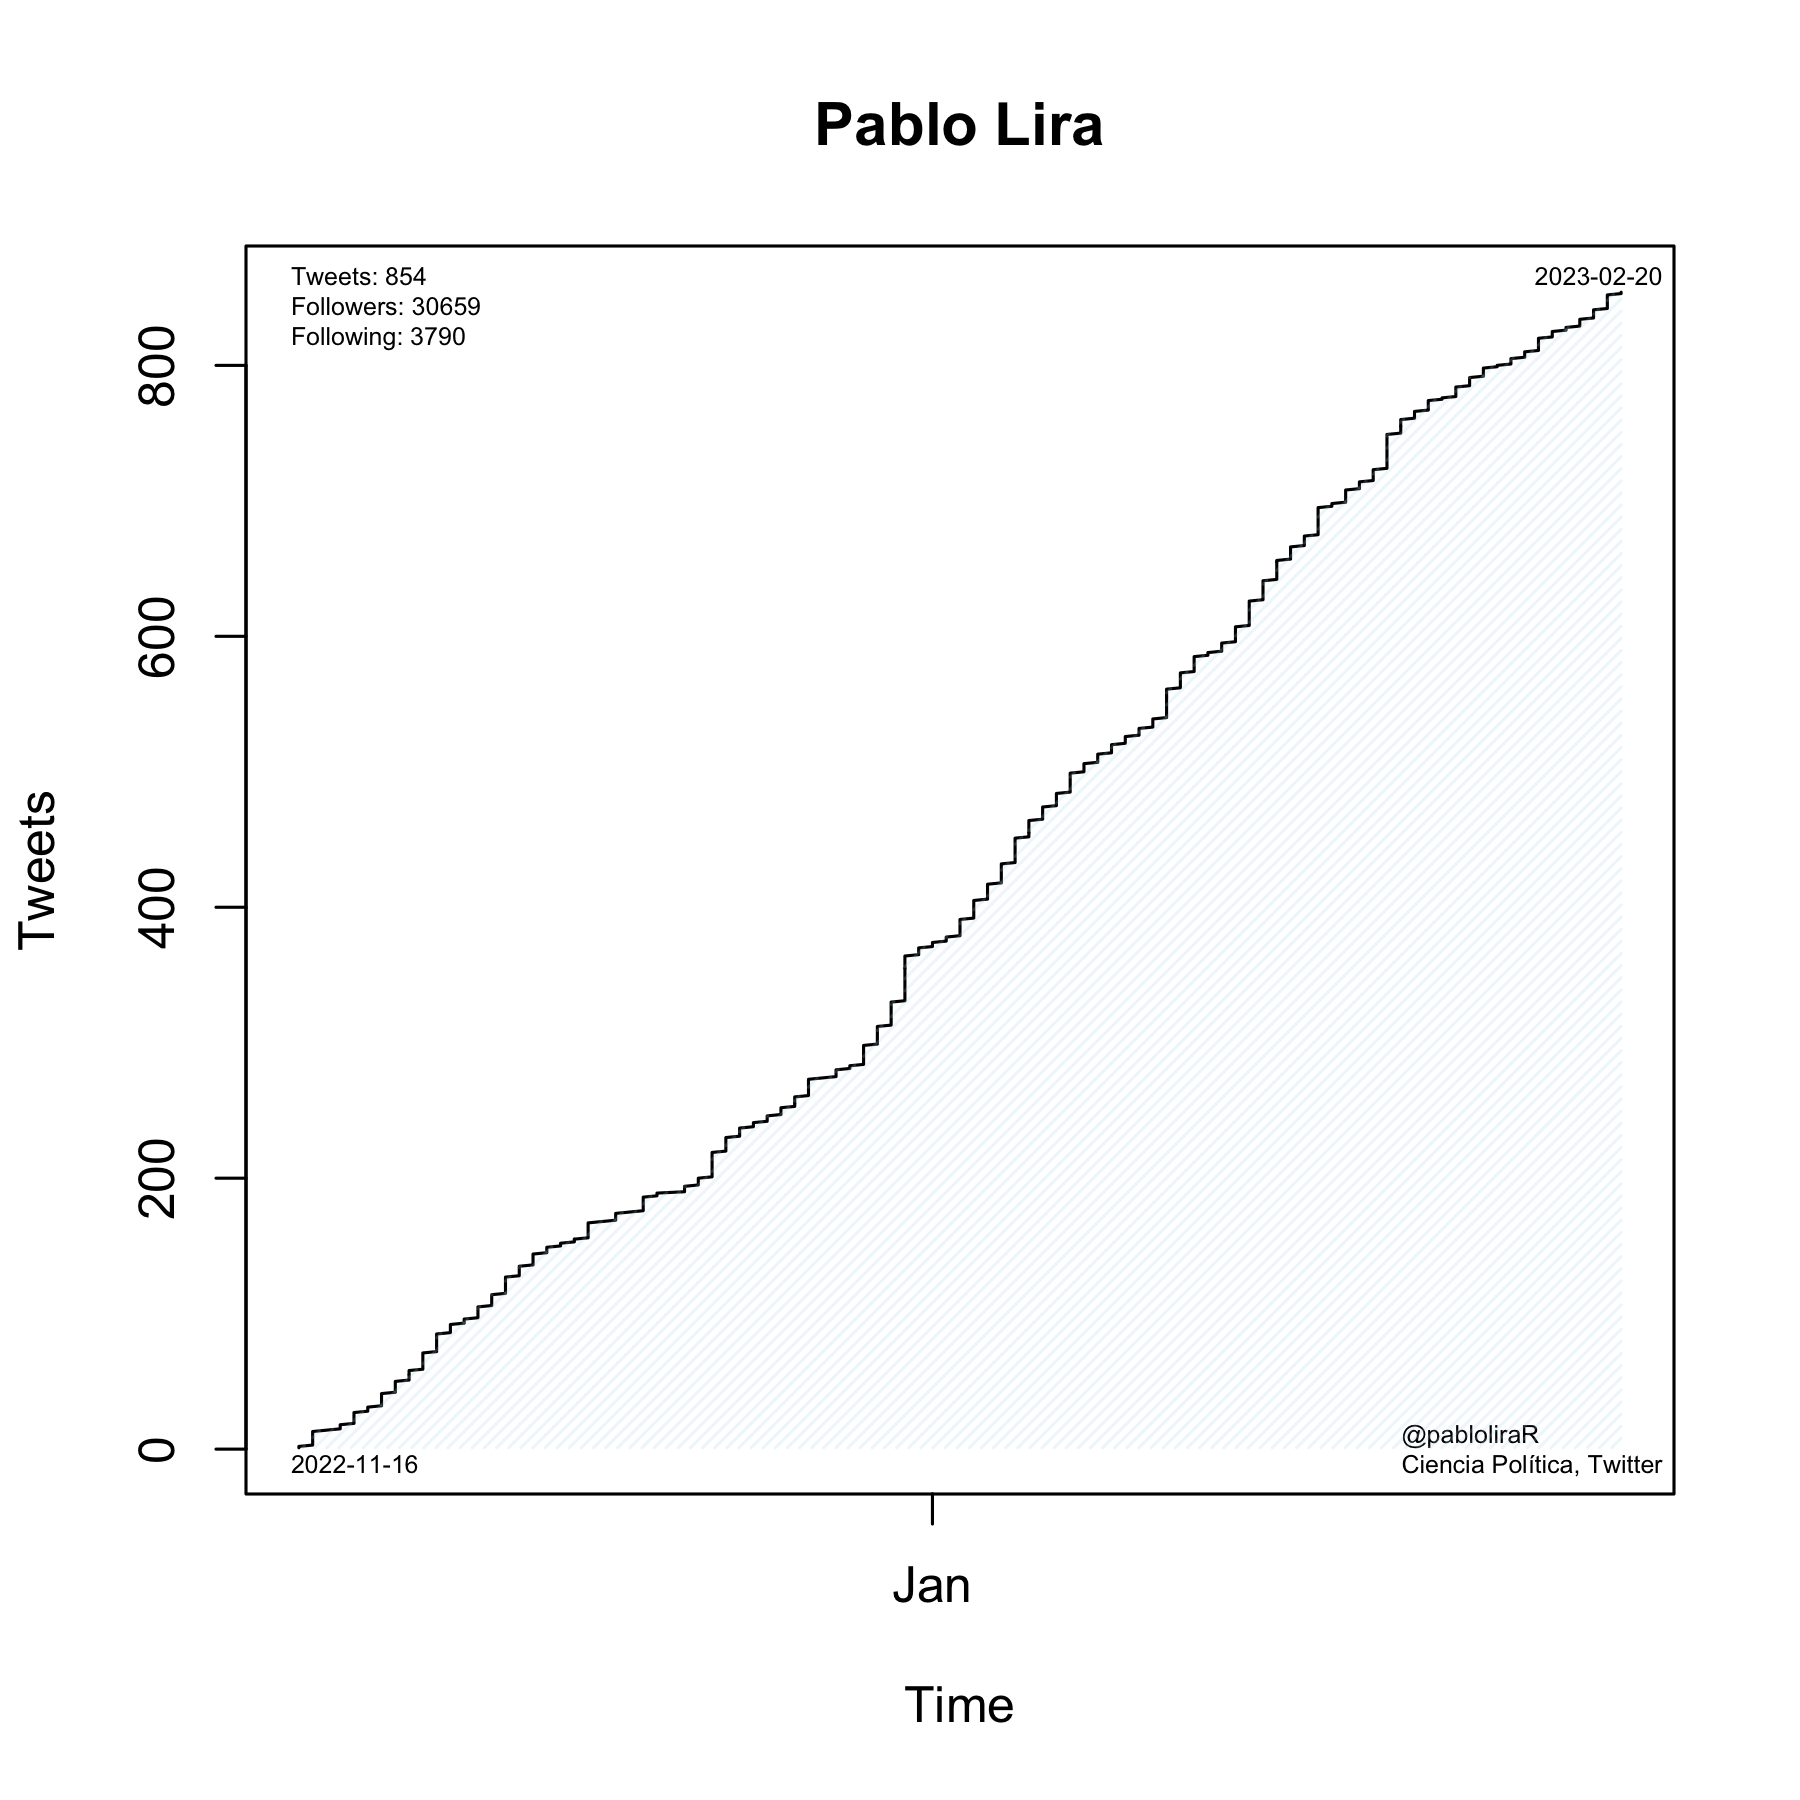 Pablo Lira
Tweets: 854
Followers: 30659
Following: 3790
2023-02-20
800
600
400
200
0
Tweets
2022-11-16
@pabloliraR
Ciencia Política, Twitter
Jan
Time